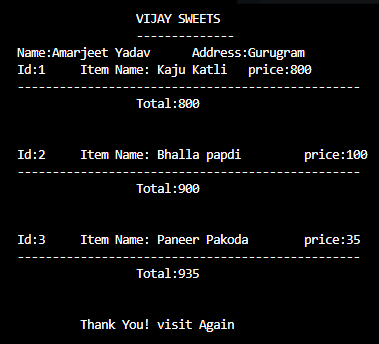 VIJAY SWEETS
--------------
Name:Amarjeet Yadav Address:Gurugram
Id:1 Item Name: Kaju Katli price:800
-------------------------------------------------
Total:800
Id:2 Item Name: Bhalla papdi price:100
-------------------------------------------------
Total:900
Id:3 Item Name: Paneer Pakoda price:35
-------------------------------------------------
Total:935
Thank You! visit Again